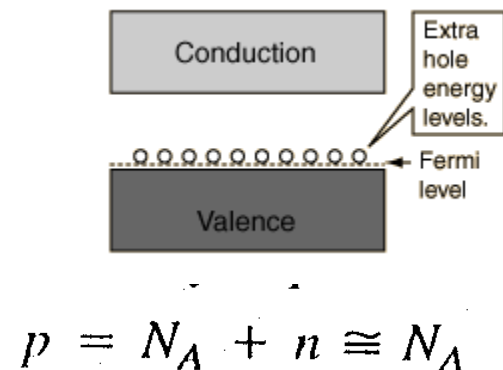 Conduction
Extra
hole
energy
levels.
Fermi
level
Valence
p = N_A + n ≅ N_A